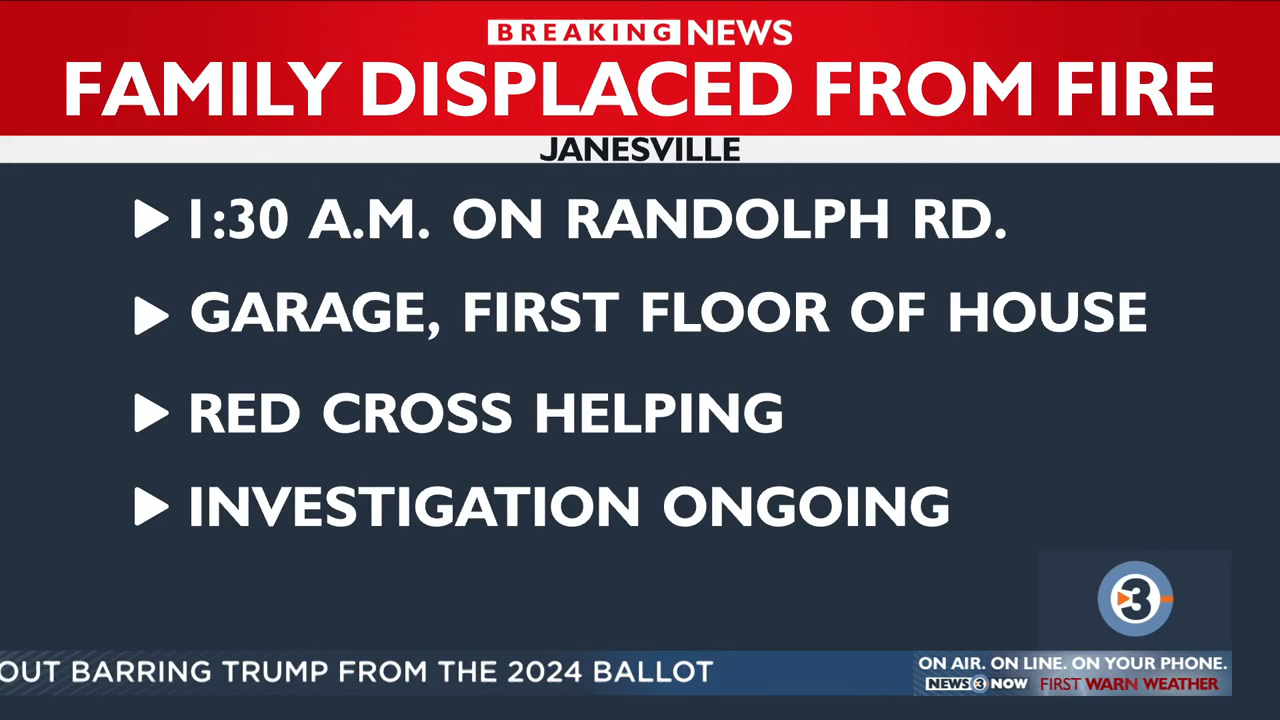 BREAKING NEWS
FAMILY DISPLACED FROM FIRE
JANESVILLE
1:30 A.M. ON RANDOLPH RD.
GARAGE, FIRST FLOOR OF HOUSE
RED CROSS HELPING
INVESTIGATION ONGOING
3
OUT BARRING TRUMP FROM THE 2024 BALLOT
ON AIR. ON LINE. ON YOUR PHONE.
NEWS 3 NOW FIRST WARN WEATHER